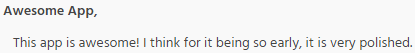 Awesome App,
This app is awesome! I think for it being so early, it is very polished.